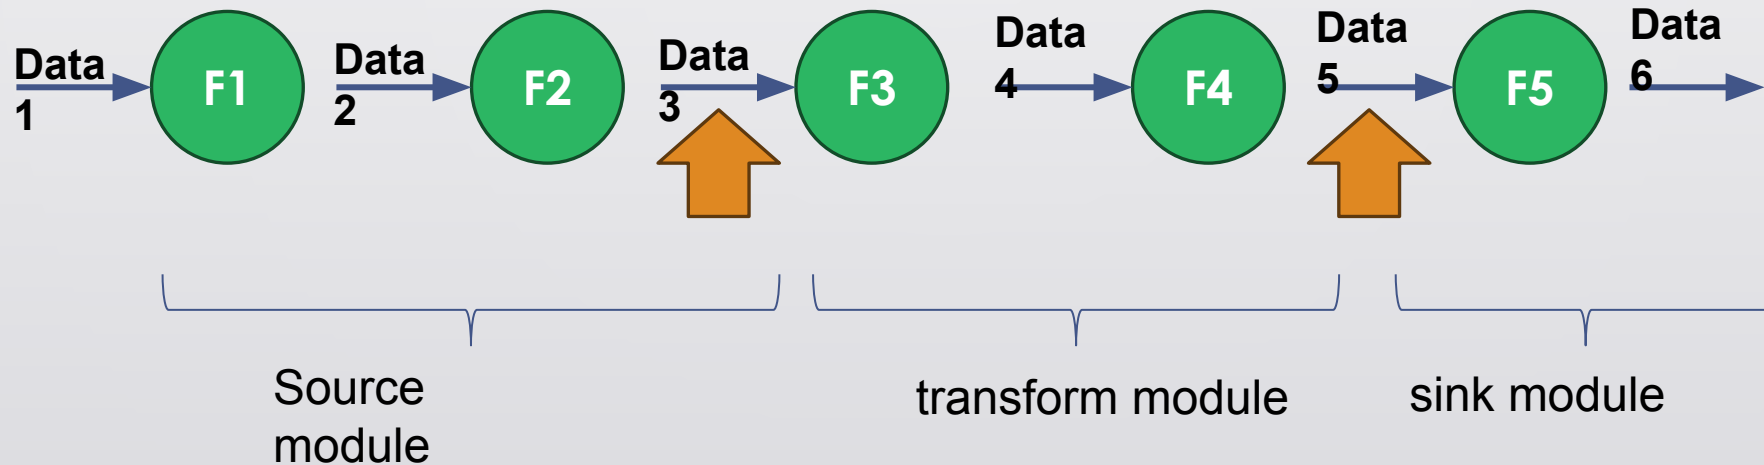 Data
1
F1
Data
2
F2
Data
3
F3
Data
4
F4
Data
5
F5
Data
6
Source
module
transform module
sink module